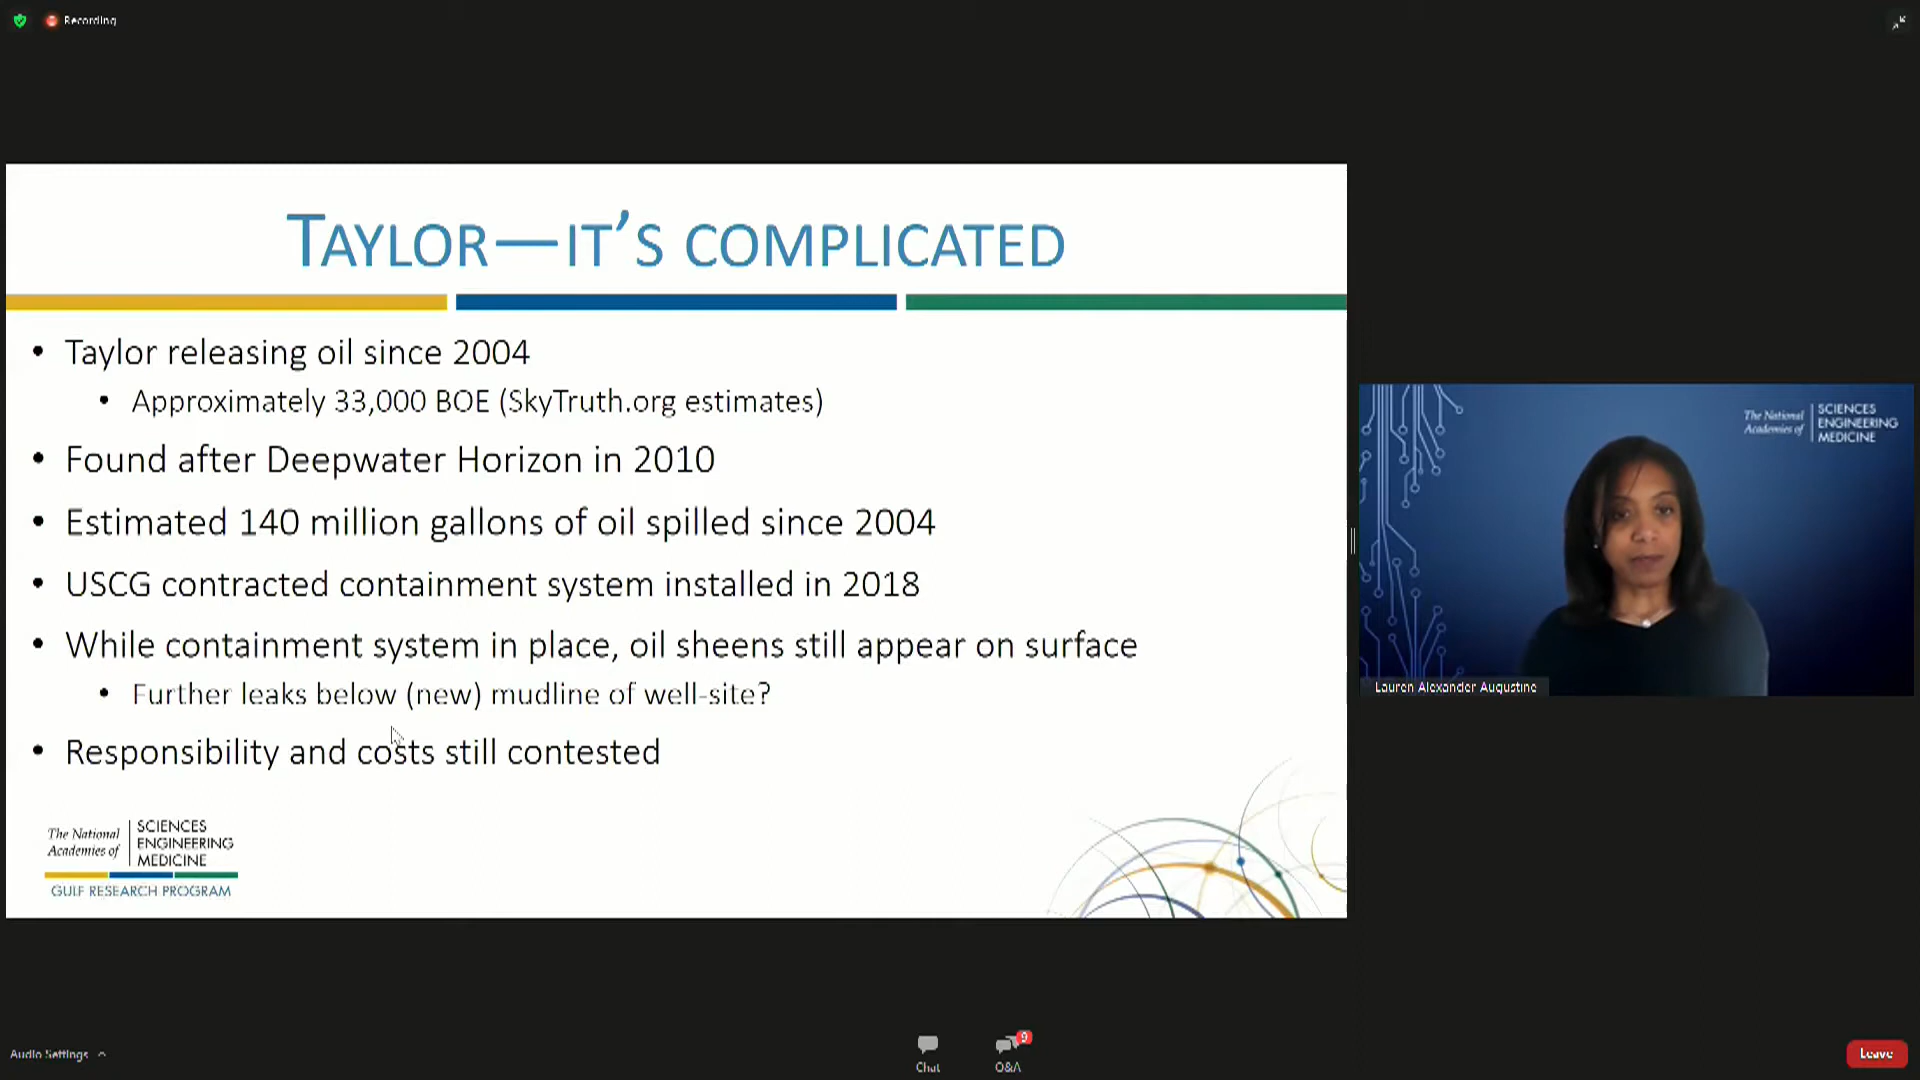 Recording
TAYLOR—IT'S COMPLICATED
• Taylor releasing oil since 2004
• Approximately 33,000 BOE (SkyTruth.org estimates)
• Found after Deepwater Horizon in 2010
• Estimated 140 million gallons of oil spilled since 2004
• USCG contracted containment system installed in 2018
• While containment system in place, oil sheens still appear on surface
• Further leaks below (new) mudline of well-site?
• Responsibility and costs still contested
The National
Academies of
SCIENCES
ENGINEERING
MEDICINE
GULF RESEARCH PROGRAM
The National
Academies of
SCIENCES
ENGINEERING
MEDICINE
Lauren Alexander Augustine
Audio Settings
Chat
9
Q&A
Leave